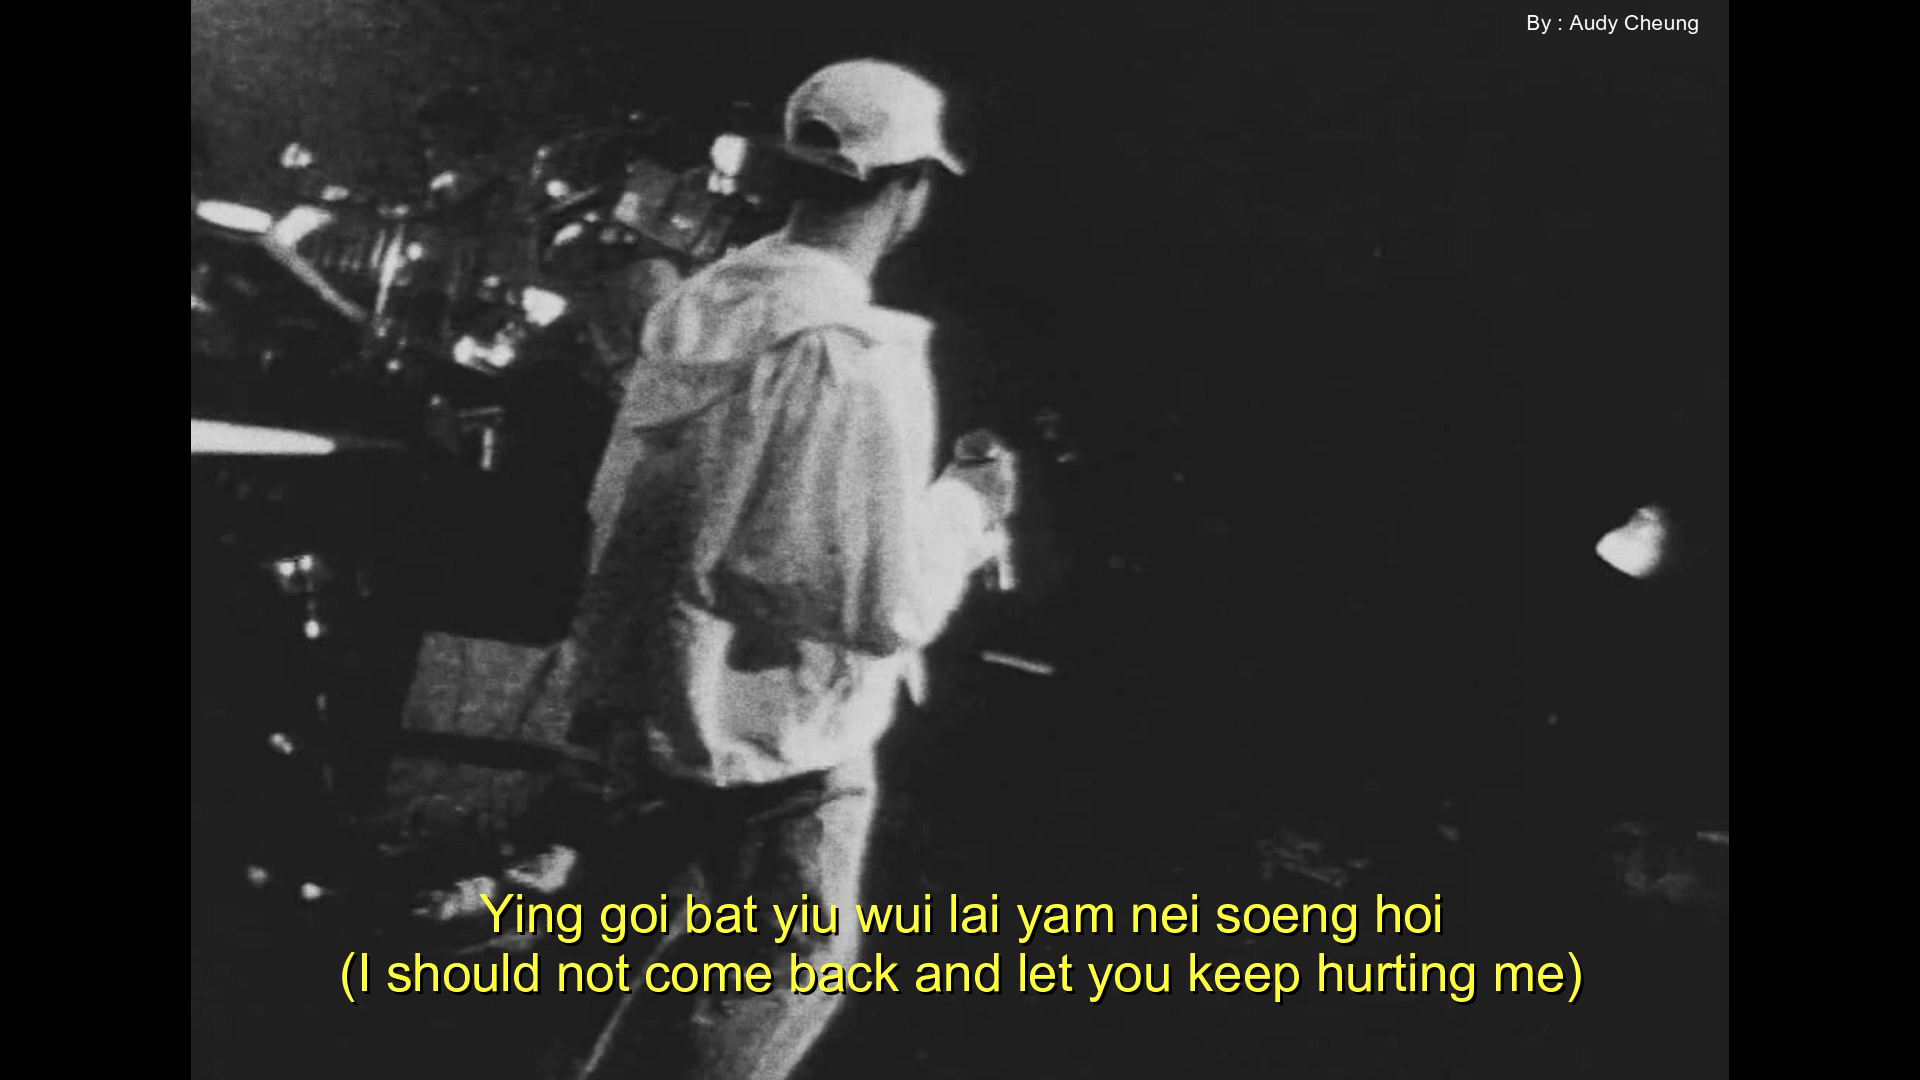 By : Audy Cheung
Ying goi bat yiu wui lai yam nei soeng hoi
(I should not come back and let you keep hurting me)